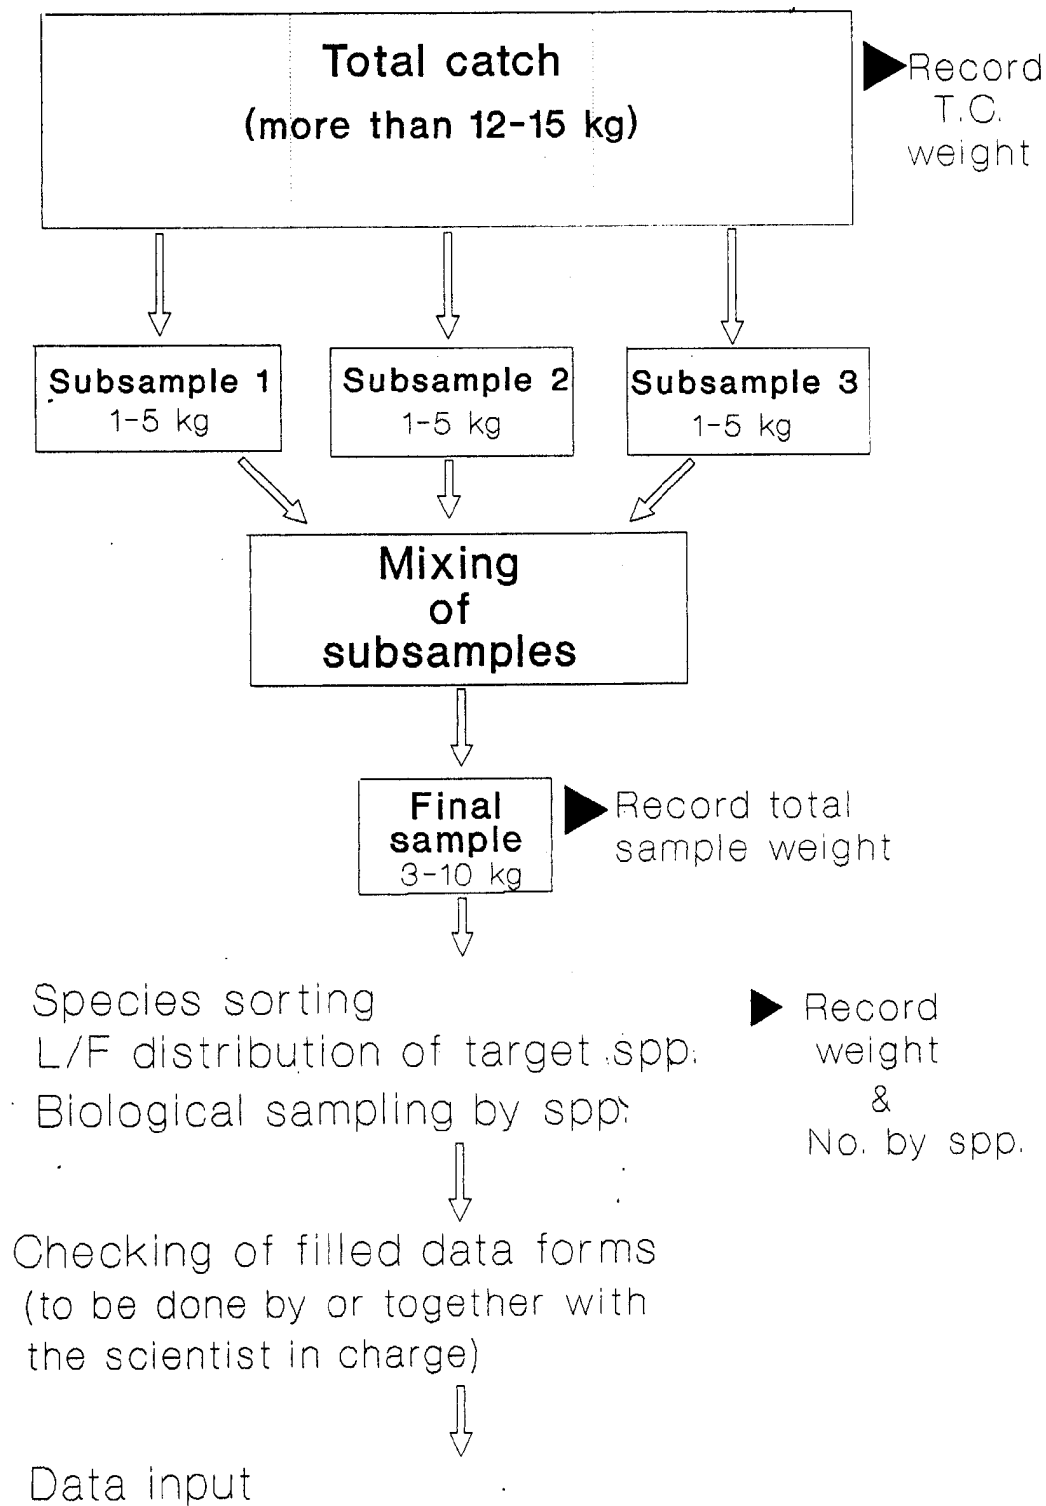 Total catch
(more than 12-15 kg)
Record
T.C.
weight
Subsample 1
1-5 kg
Subsample 2
1-5 kg
Subsample 3
1-5 kg
Mixing
of
subsamples
Final
sample
3-10 kg
Record total
sample weight
Species sorting
L/F distribution of target spp.
Biological sampling by spp.
Record
weight
&
No. by spp.
Checking of filled data forms
(to be done by or together with
the scientist in charge)
Data input